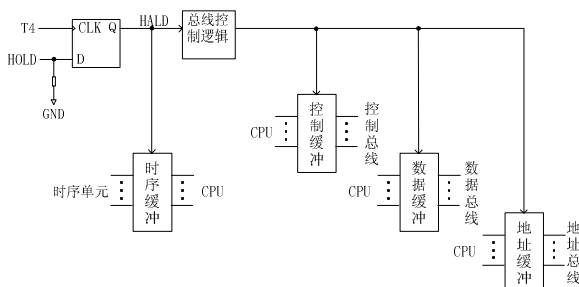 T4
CLK Q
HALD
总线控
制逻辑
HOLD
D
GND
CPU
控制缓冲
控制总线
时序单元
时序缓冲
CPU
CPU
数据缓冲
数据总线
CPU
地址缓冲
地址总线